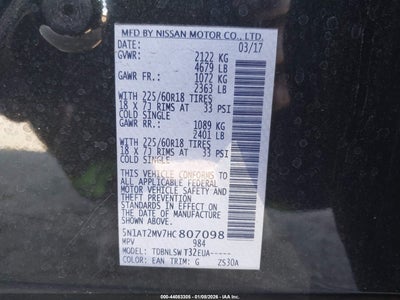 MFD BY NISSAN MOTOR CO., LTD.
DATE: 03/17
GVWR: 2122 KG
4679 LB
GAWR FR.: 1072 KG
2363 LB
WITH 225/60R18 TIRES
18 X 7J RIMS AT 33 PSI
COLD SINGLE
GAWR RR.: 1089 KG
2401 LB
WITH 225/60R18 TIRES
18 X 7J RIMS AT 33 PSI
COLD SINGLE
THIS VEHICLE CONFORMS TO
ALL APPLICABLE FEDERAL
MOTOR VEHICLE SAFETY AND
THEFT PREVENTION STANDARDS
IN EFFECT ON THE DATE OF
MANUFACTURE SHOWN ABOVE.
5N1AT2MV7HC807098
MPV 984
MODEL: TDBNLSWT32EUA-----
COLOR: EAN TRIM: G ZS30A
IAA
STOCK #: 44083305 - 01/08/2026 - IAA Inc.